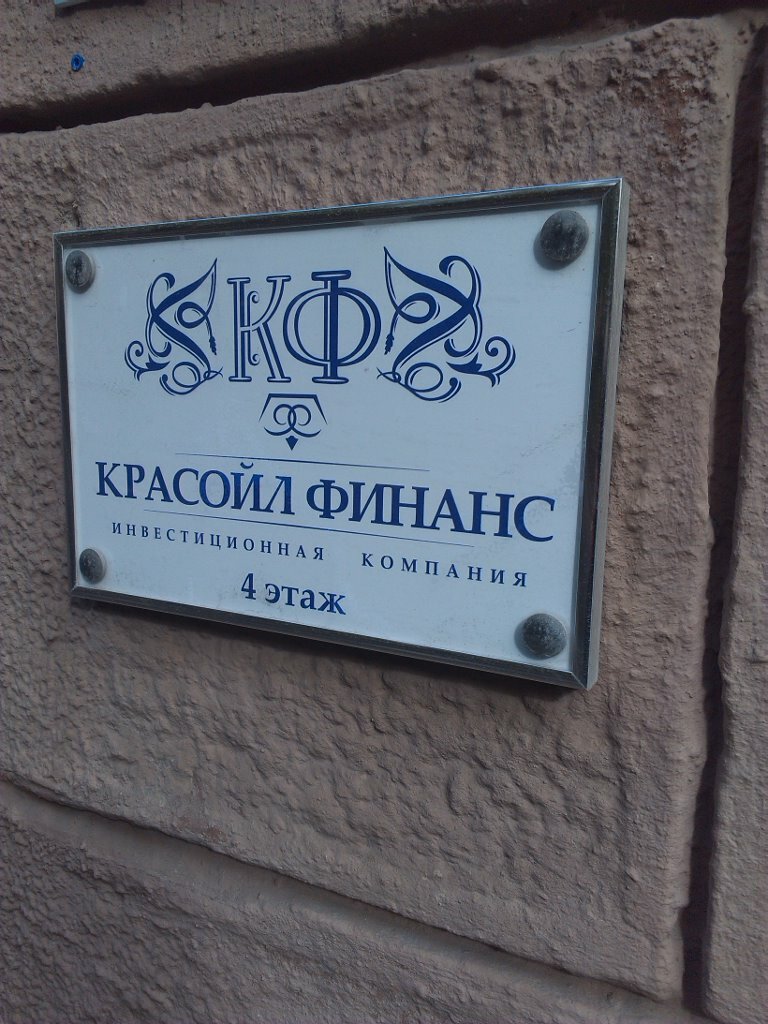 КФ
КРАСОЙЛ ФИНАНС
ИНВЕСТИЦИОННАЯ КОМПАНИЯ
4 этаж